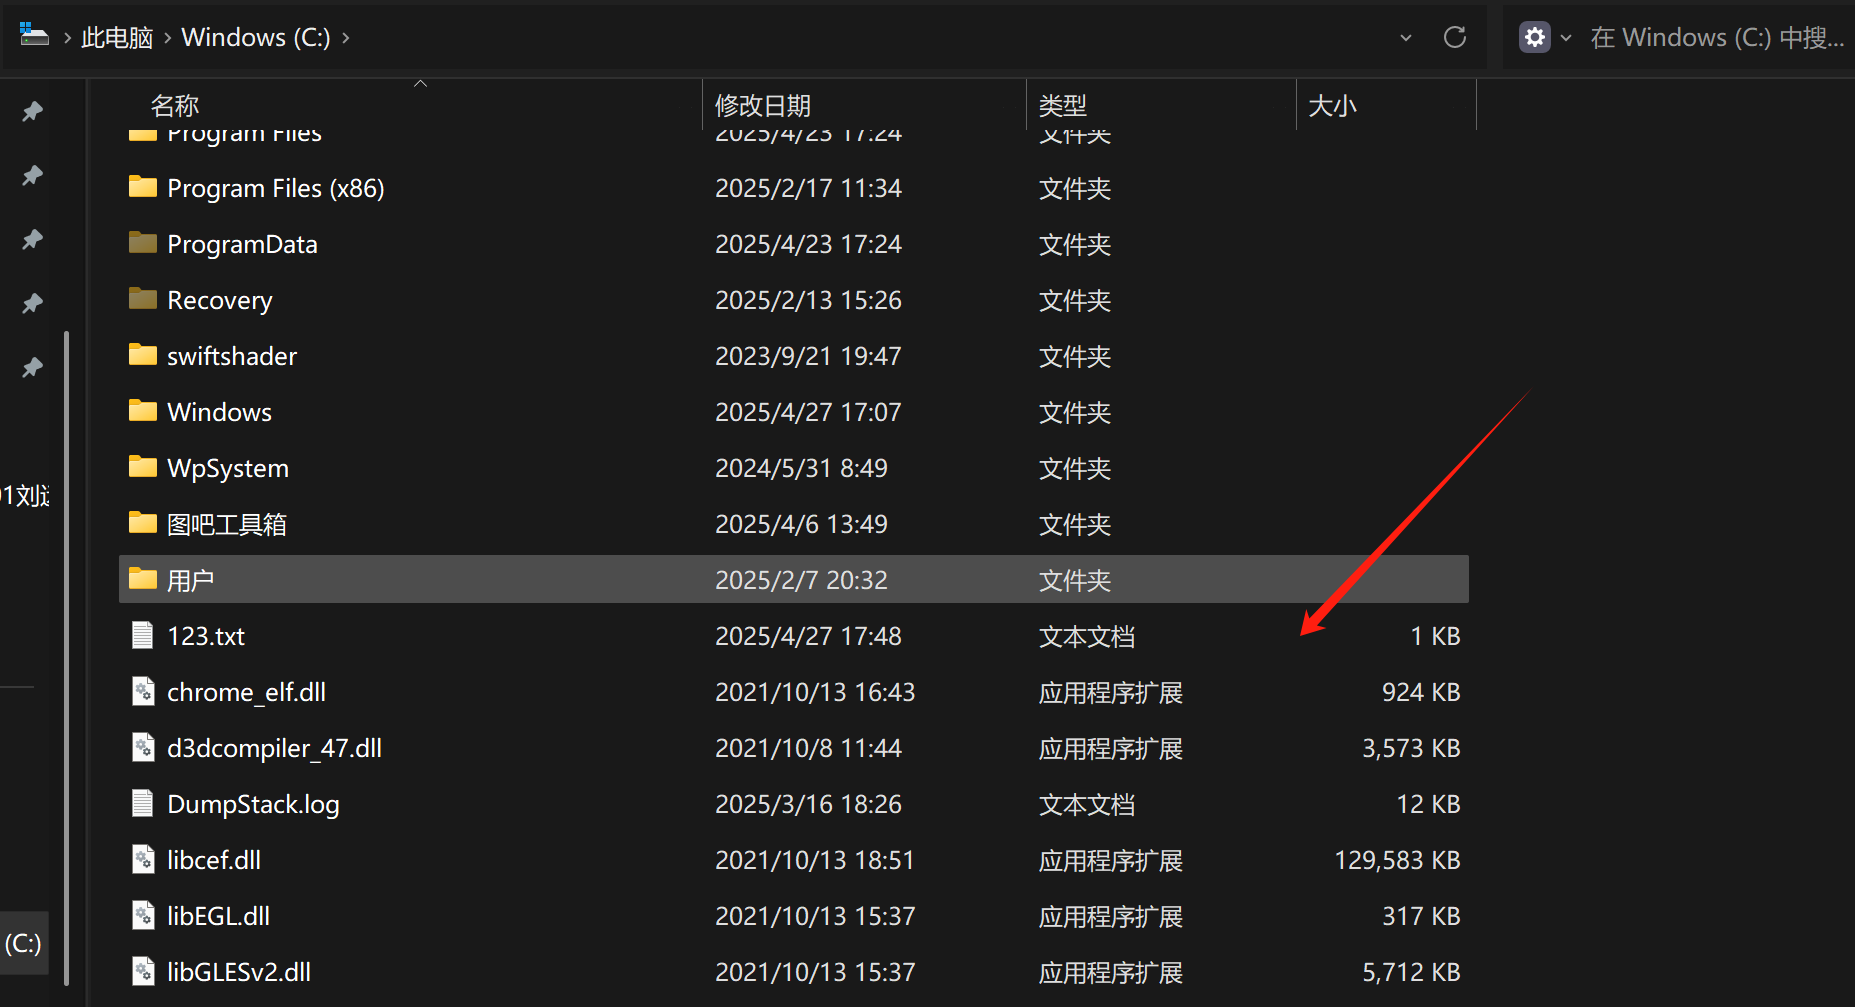 此电脑 > Windows (C:) >
在 Windows (C:) 中搜...
名称 修改日期 类型 大小
Program Files 2025/4/23 17:24 文件夹
Program Files (x86) 2025/2/17 11:34 文件夹
ProgramData 2025/4/23 17:24 文件夹
Recovery 2025/2/13 15:26 文件夹
swiftshader 2023/9/21 19:47 文件夹
Windows 2025/4/27 17:07 文件夹
WpSystem 2024/5/31 8:49 文件夹
1刘
图吧工具箱 2025/4/6 13:49 文件夹
用户 2025/2/7 20:32 文件夹
123.txt 2025/4/27 17:48 文本文档 1 KB
chrome_elf.dll 2021/10/13 16:43 应用程序扩展 924 KB
d3dcompiler_47.dll 2021/10/8 11:44 应用程序扩展 3,573 KB
DumpStack.log 2025/3/16 18:26 文本文档 12 KB
libcef.dll 2021/10/13 18:51 应用程序扩展 129,583 KB
libEGL.dll 2021/10/13 15:37 应用程序扩展 317 KB
(C:)
libGLESv2.dll 2021/10/13 15:37 应用程序扩展 5,712 KB